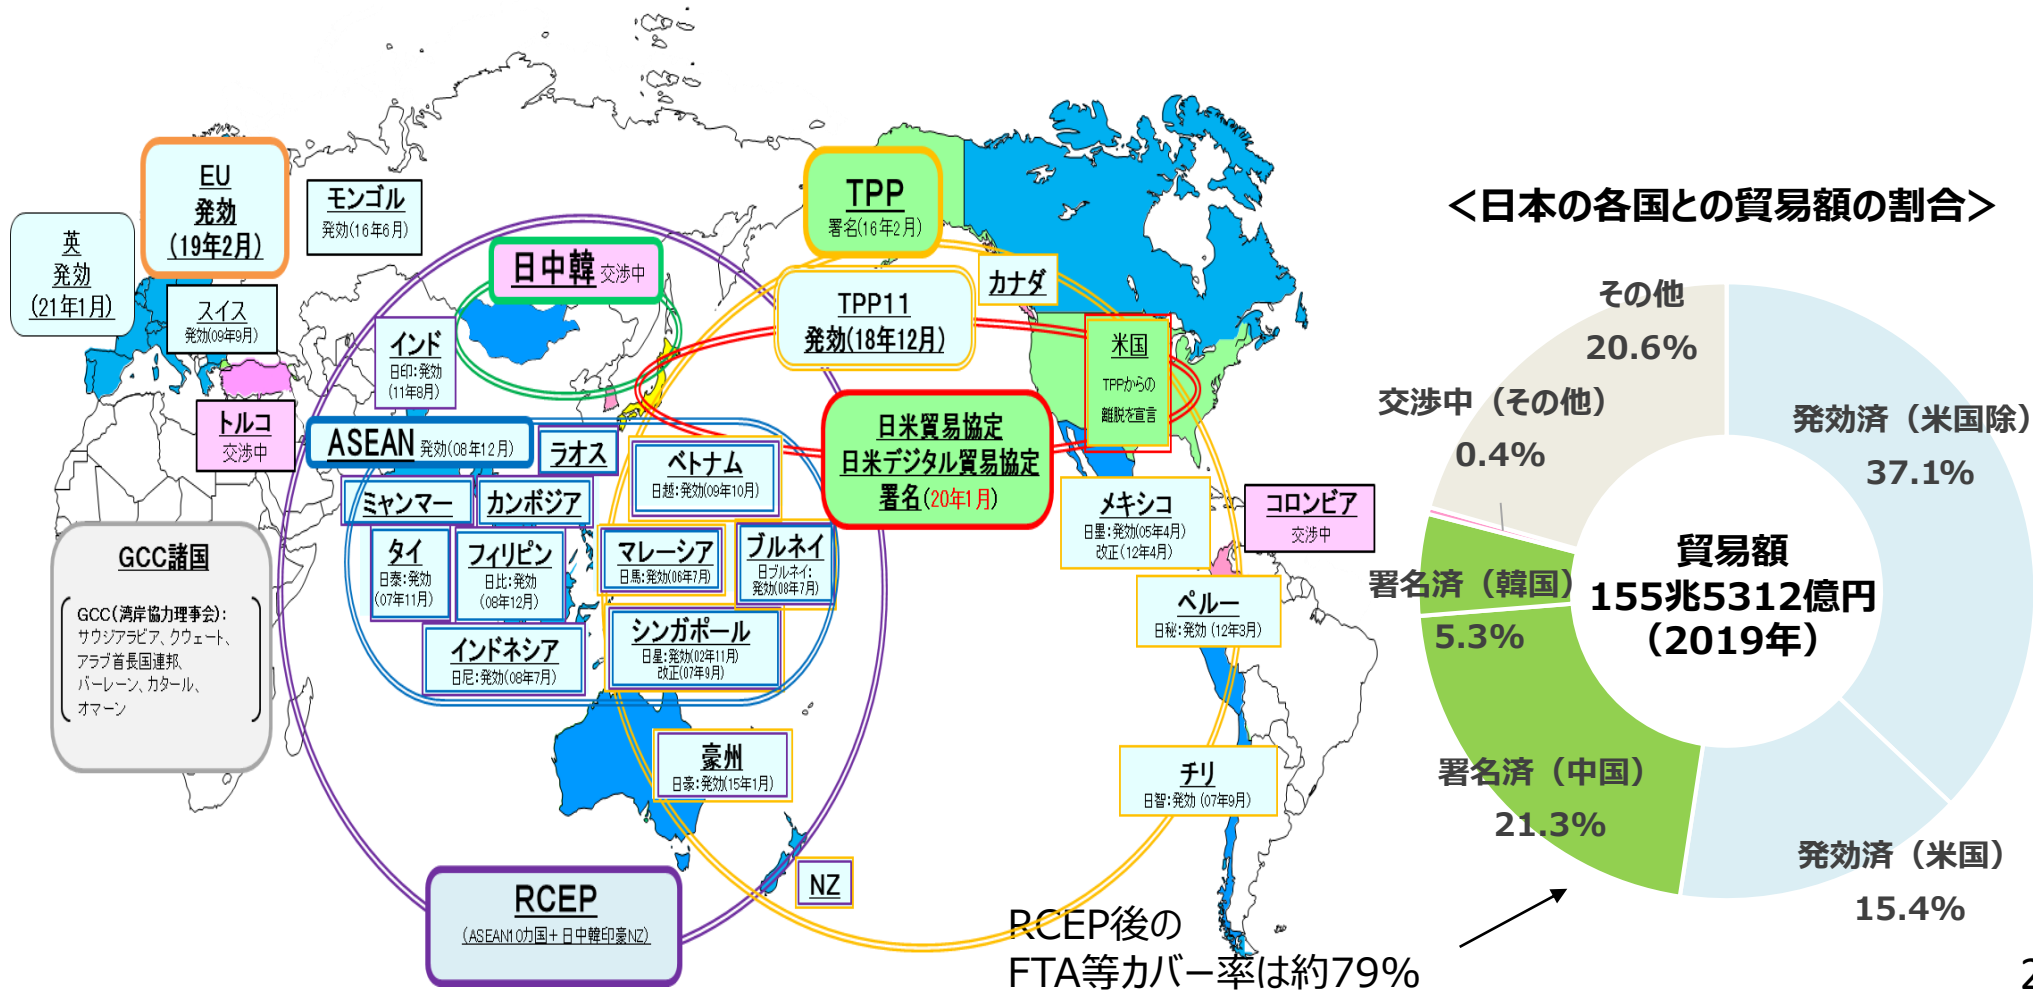 EU
発効
(19年2月)
英
発効
(21年1月)
モンゴル
発効(16年6月)
スイス
発効(09年9月)
トルコ
交渉中
日中韓 交渉中
インド
日印:発効
(11年8月)
TPP
署名(16年2月)
TPP11
発効(18年12月)
カナダ
米国
TPPからの
離脱を宣言
日米貿易協定
日米デジタル貿易協定
署名(20年1月)
ASEAN 発効(08年12月)
ラオス
ミャンマー
カンボジア
ベトナム
日越:発効(09年10月)
タイ
日泰:発効
(07年11月)
フィリピン
日比:発効
(08年12月)
マレーシア
日馬:発効(06年7月)
ブルネイ
日ブルネイ:
発効(08年7月)
インドネシア
日尼:発効(08年7月)
シンガポール
日星:発効(02年11月)
改正(07年9月)
メキシコ
日墨:発効(05年4月)
改正(12年4月)
コロンビア
交渉中
ペルー
日秘:発効 (12年3月)
チリ
日智:発効 (07年9月)
豪州
日豪:発効(15年1月)
NZ
GCC諸国
GCC(湾岸協力理事会):
サウジアラビア、クウェート、
アラブ首長国連邦、
バーレーン、カタール、
オマーン
RCEP
(ASEAN10カ国+日中韓印豪NZ)
RCEP後の
FTA等カバー率は約79%
＜日本の各国との貿易額の割合＞
その他
20.6%
交渉中（その他）
0.4%
発効済（米国除）
37.1%
署名済（韓国）
5.3%
貿易額
155兆5312億円
（2019年）
署名済（中国）
21.3%
発効済（米国）
15.4%
2